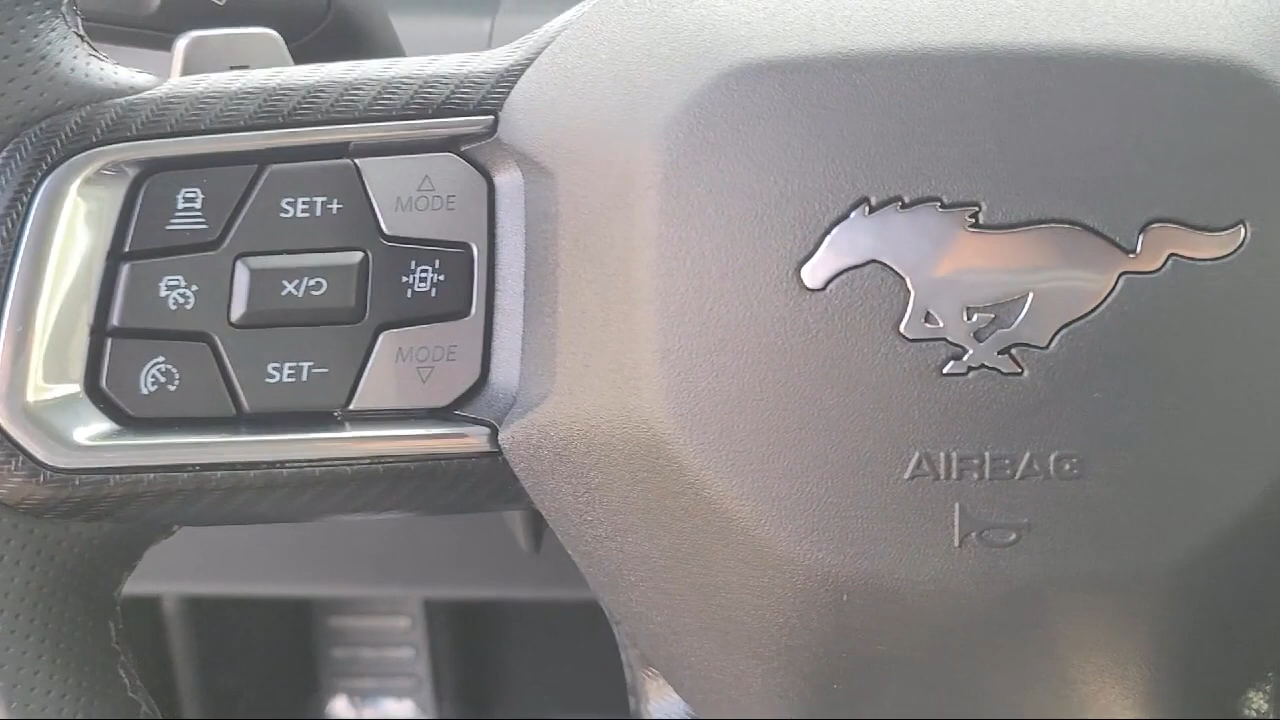 SET+
MODE
X/
SET–
MODE
AIRBAG